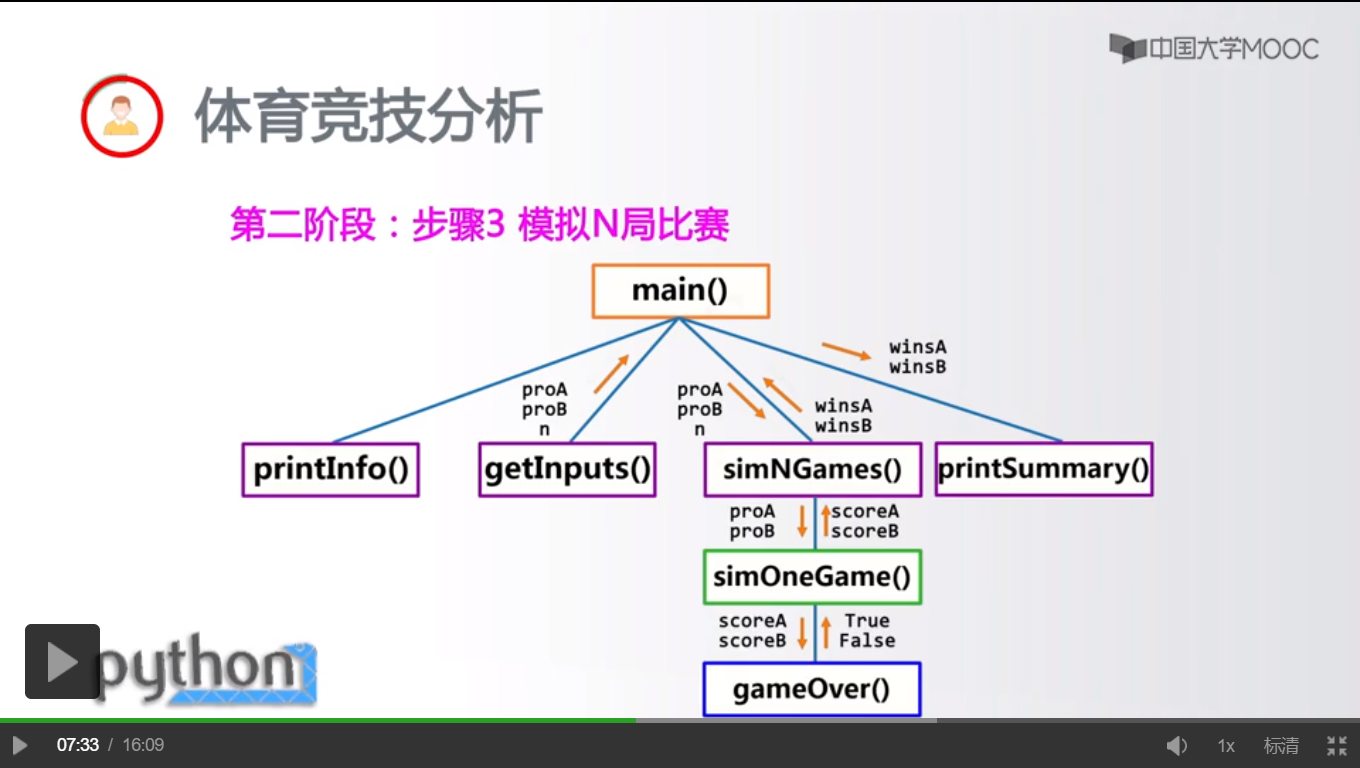 中国大学MOOC
体育竞技分析
第二阶段：步骤3 模拟N局比赛
main()
winsA
winsB
proA
proB
n
proA
proB
n
winsA
winsB
printInfo()
getInputs()
simNGames()
printSummary()
proA
proB
scoreA
scoreB
simOneGame()
scoreA
scoreB
True
False
gameOver()
python
07:33 / 16:09
1x
标清